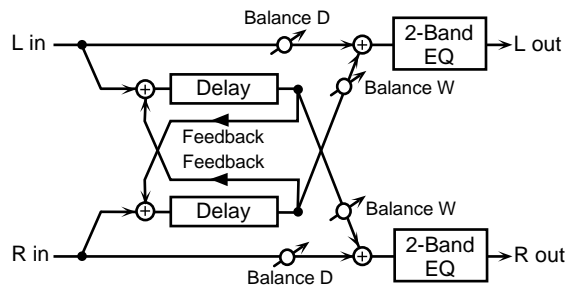 Balance D
L in
2-Band
EQ
L out
Delay
Balance W
Feedback
Feedback
Delay
Balance W
R in
2-Band
EQ
R out
Balance D